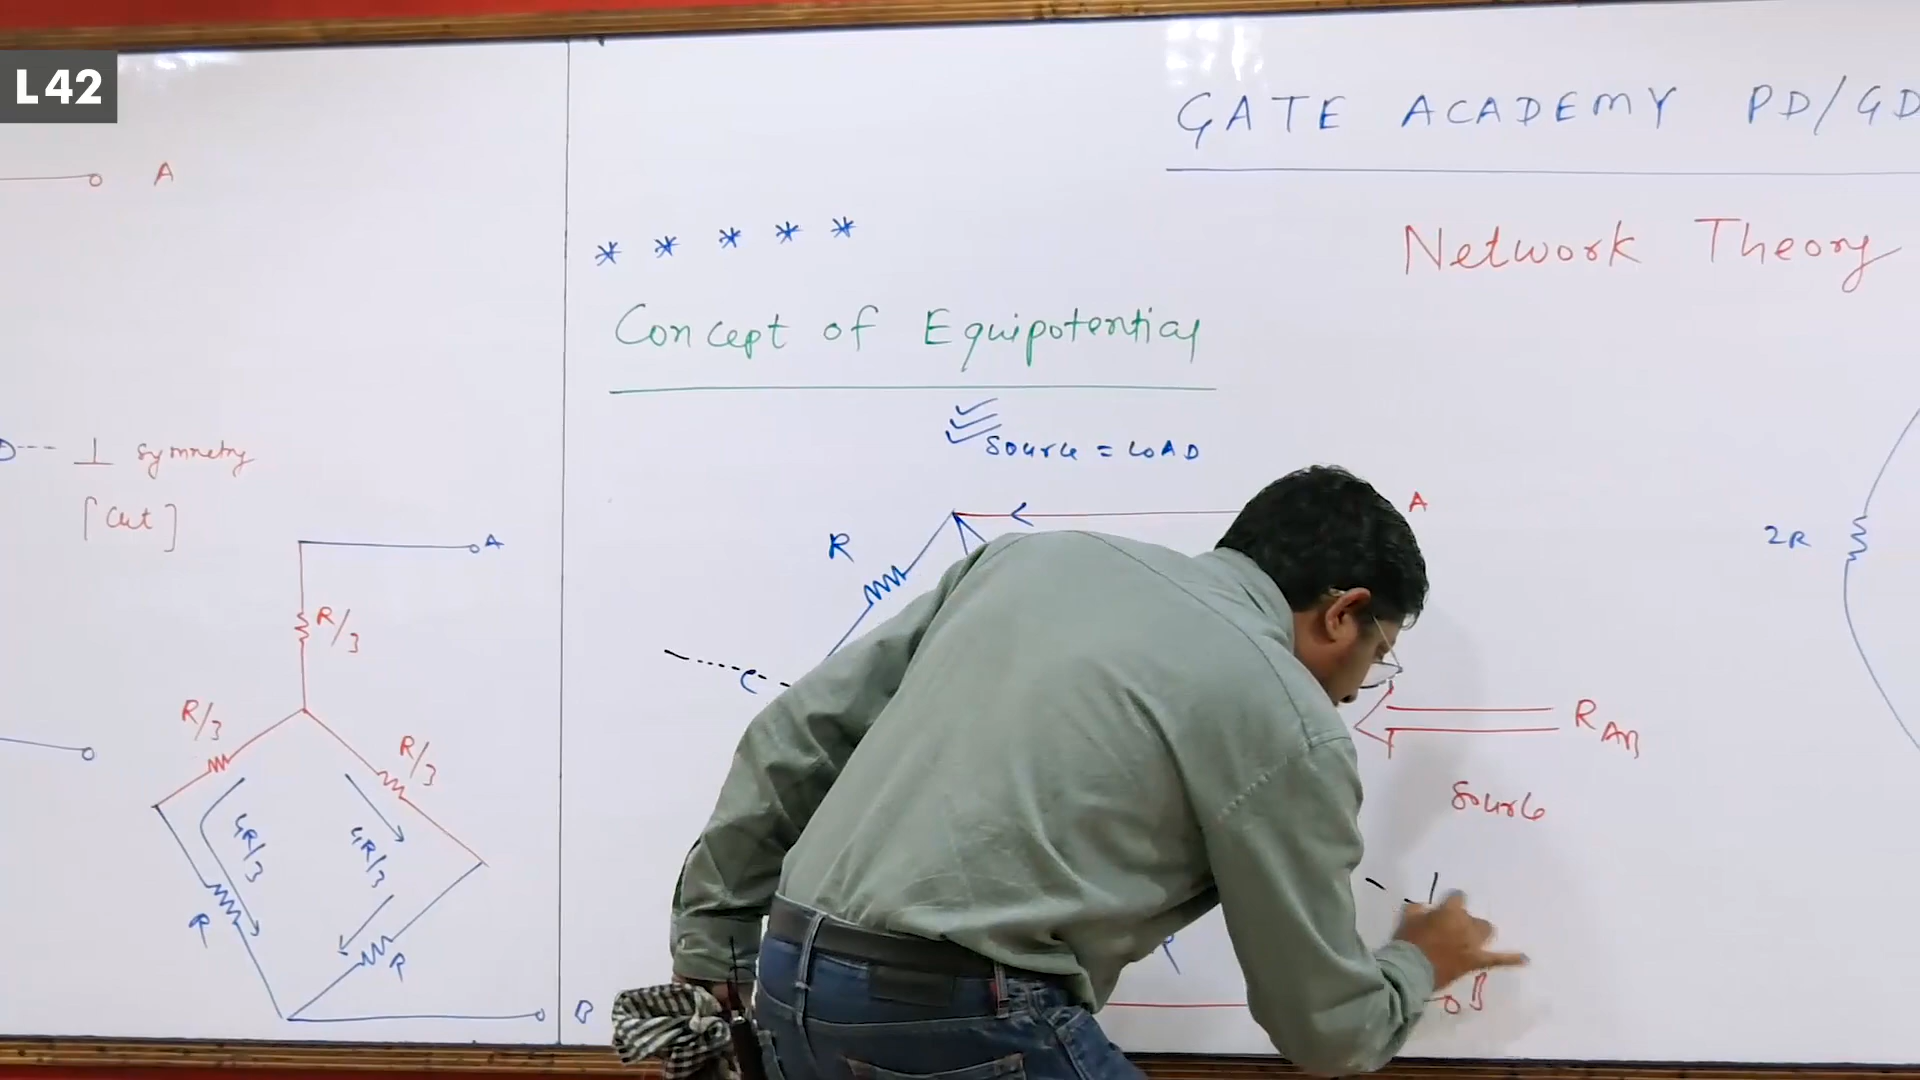 L42
GATE ACADEMY PD/GD
Network Theory
* * * * *
Concept of Equipotential
Source = LOAD
A
D--- ⊥ symmetry
[Cut]
A
R/3
R/3
R/3
4R/3
4R/3
R
R
B
A
R
C
R
RAB
Source
B
2R